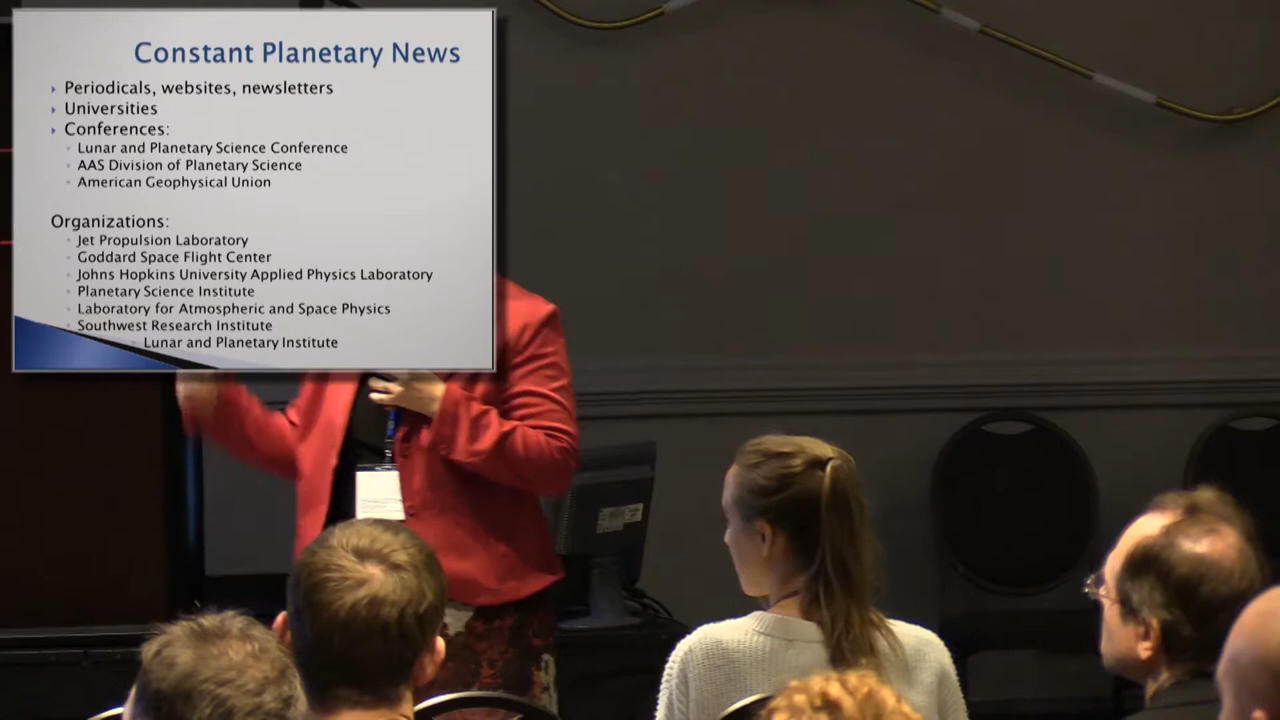 Constant Planetary News
Periodicals, websites, newsletters
Universities
Conferences:
Lunar and Planetary Science Conference
AAS Division of Planetary Science
American Geophysical Union
Organizations:
Jet Propulsion Laboratory
Goddard Space Flight Center
Johns Hopkins University Applied Physics Laboratory
Planetary Science Institute
Laboratory for Atmospheric and Space Physics
Southwest Research Institute
Lunar and Planetary Institute